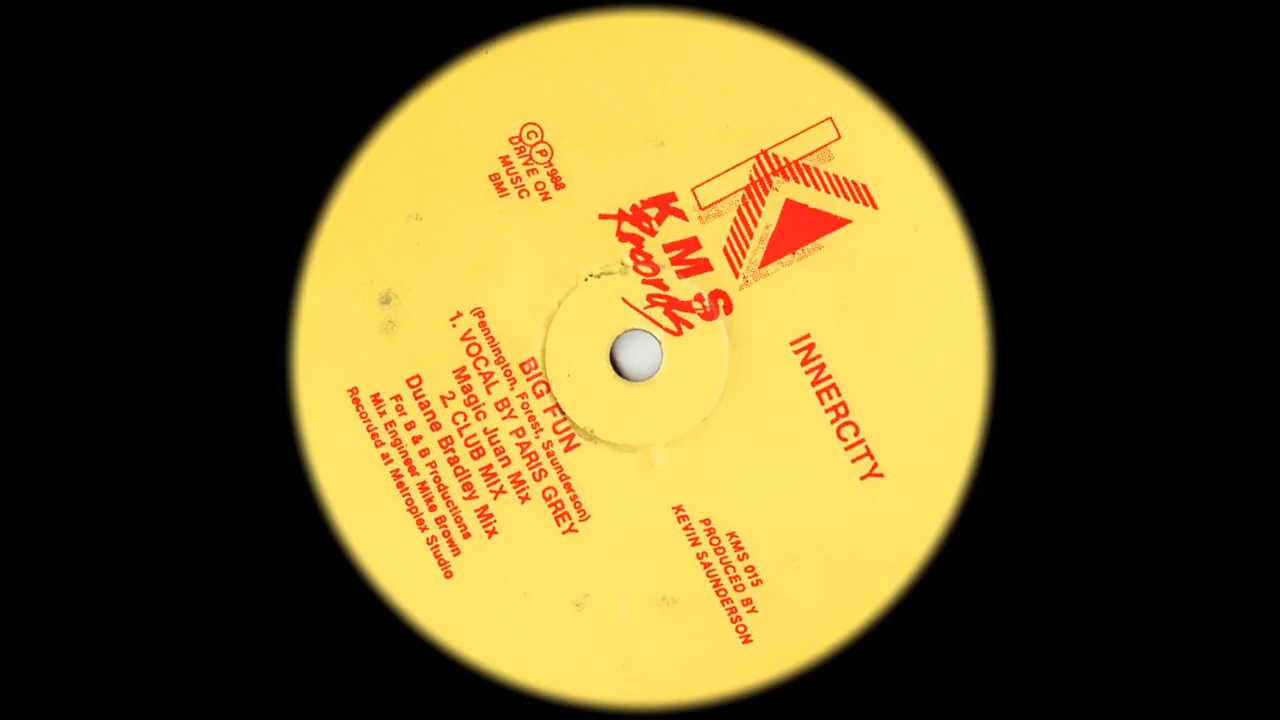 K M S
Records
INNERCITY
© ℗ 1988
DRIVE ON
MUSIC
BMI
KMS 015
PRODUCED BY
KEVIN SAUNDERSON
BIG FUN
(Pennington, Forest, Saunderson)
1. VOCAL BY PARIS GREY
Magic Juan Mix
2. CLUB MIX
Duane Bradley Mix
For B & B Productions
Mix Engineer Mike Brown
Recorded at Metroplex Studio